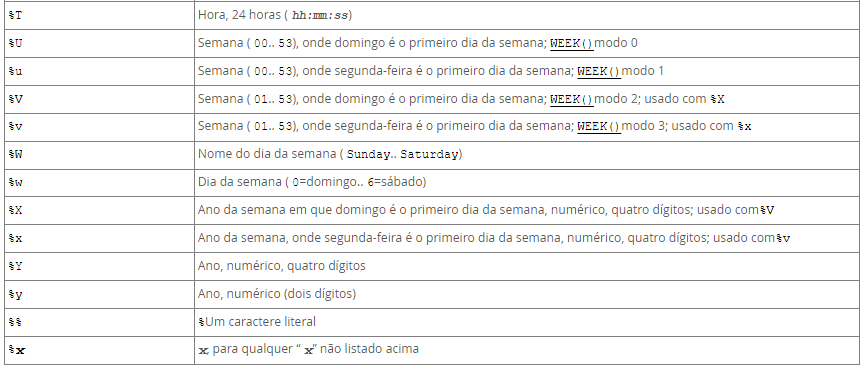 %T Hora, 24 horas ( hh:mm:ss)
%U Semana ( 00.. 53), onde domingo é o primeiro dia da semana; WEEK() modo 0
%u Semana ( 00.. 53), onde segunda-feira é o primeiro dia da semana; WEEK() modo 1
%V Semana ( 01.. 53), onde domingo é o primeiro dia da semana; WEEK() modo 2; usado com %X
%v Semana ( 01.. 53), onde segunda-feira é o primeiro dia da semana; WEEK() modo 3; usado com %x
%W Nome do dia da semana ( Sunday.. Saturday)
%w Dia da semana ( 0=domingo.. 6=sábado)
%X Ano da semana em que domingo é o primeiro dia da semana, numérico, quatro dígitos; usado com%V
%x Ano da semana, onde segunda-feira é o primeiro dia da semana, numérico, quatro dígitos; usado com%v
%Y Ano, numérico, quatro dígitos
%y Ano, numérico (dois dígitos)
%% %Um caractere literal
%x x, para qualquer “ x” não listado acima